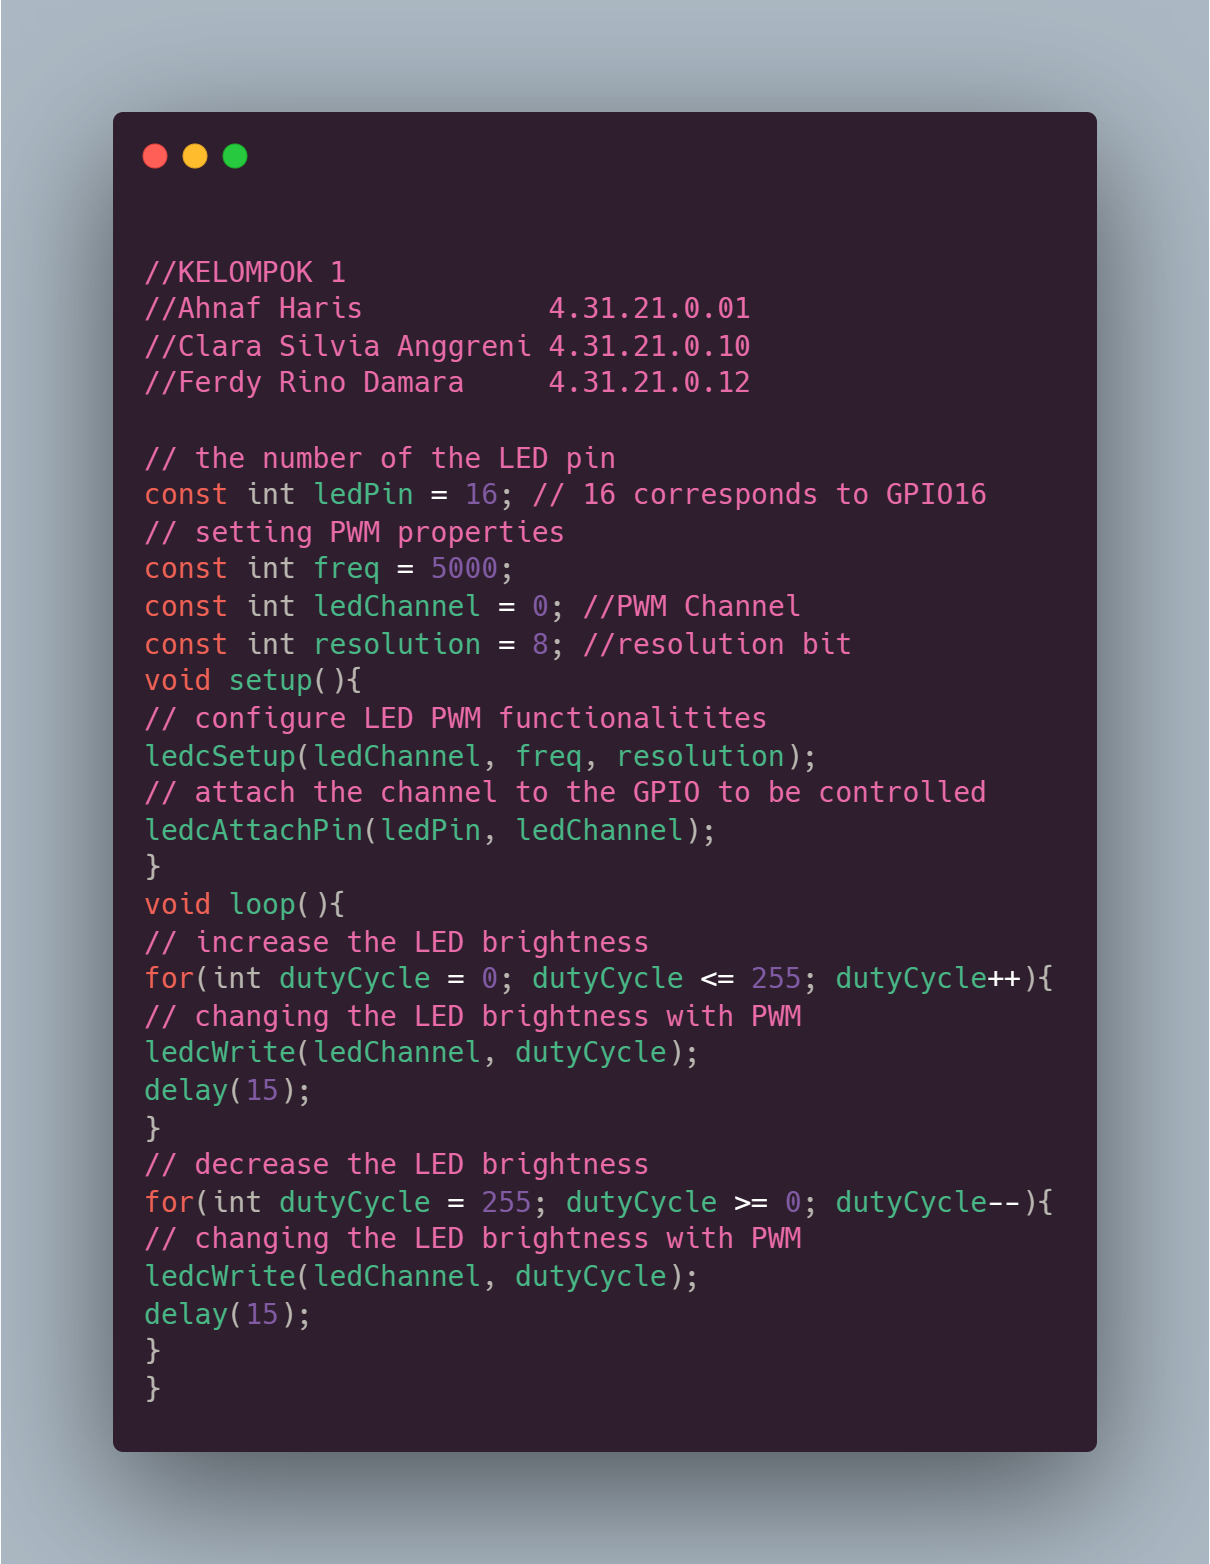 //KELOMPOK 1
//Ahnaf Haris           4.31.21.0.01
//Clara Silvia Anggreni 4.31.21.0.10
//Ferdy Rino Damara     4.31.21.0.12
// the number of the LED pin
const int ledPin = 16; // 16 corresponds to GPIO16
// setting PWM properties
const int freq = 5000;
const int ledChannel = 0; //PWM Channel
const int resolution = 8; //resolution bit
void setup(){
// configure LED PWM functionalitites
ledcSetup(ledChannel, freq, resolution);
// attach the channel to the GPIO to be controlled
ledcAttachPin(ledPin, ledChannel);
}
void loop(){
// increase the LED brightness
for(int dutyCycle = 0; dutyCycle <= 255; dutyCycle++){
// changing the LED brightness with PWM
ledcWrite(ledChannel, dutyCycle);
delay(15);
}
// decrease the LED brightness
for(int dutyCycle = 255; dutyCycle >= 0; dutyCycle--){
// changing the LED brightness with PWM
ledcWrite(ledChannel, dutyCycle);
delay(15);
}
}